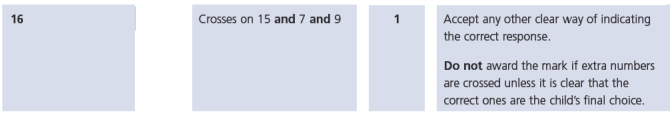 16
Crosses on 15 and 7 and 9
1
Accept any other clear way of indicating
the correct response.
Do not award the mark if extra numbers
are crossed unless it is clear that the
correct ones are the child's final choice.